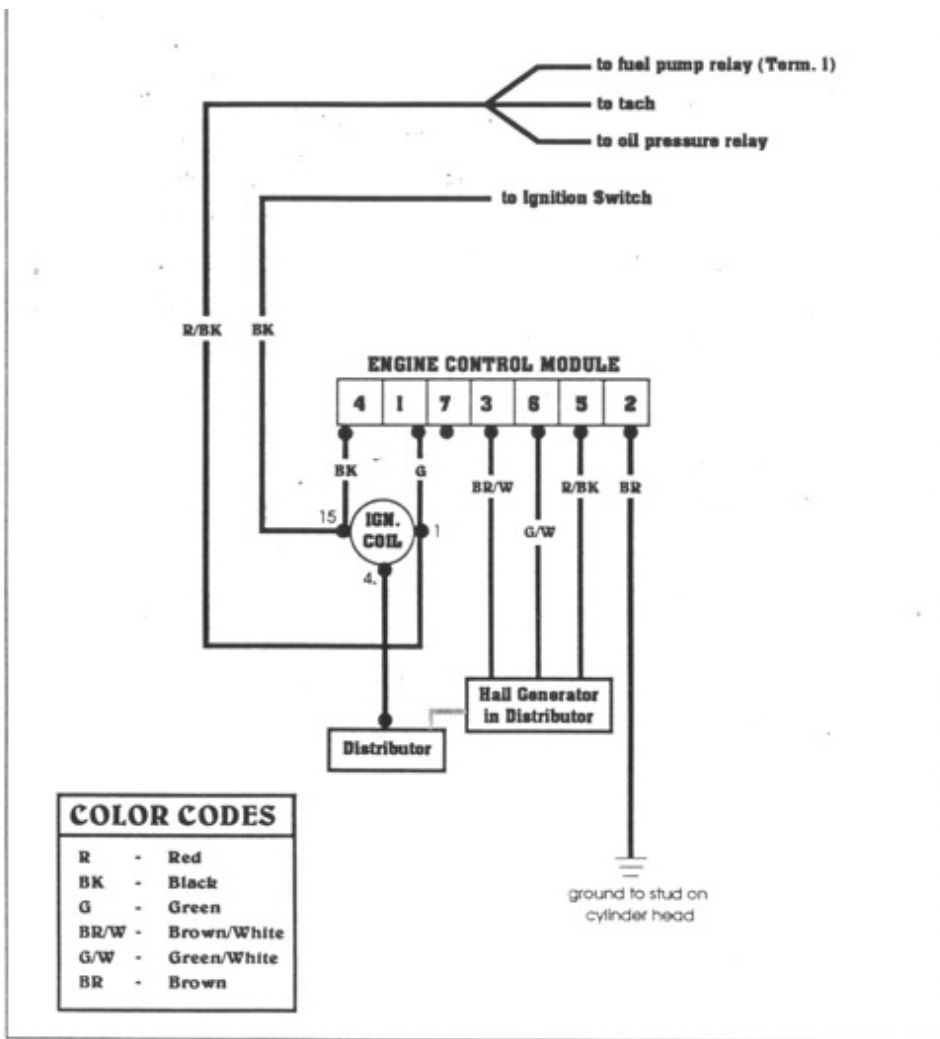 to fuel pump relay (Term. 1)
to tach
to oil pressure relay
to Ignition Switch
R/BK BK
ENGINE CONTROL MODULE
4 1 7 3 6 5 2
BK G
BR/W R/BK BR
G/W
15 IGN. COIL 1
4.
Hall Generator
in Distributor
Distributor
COLOR CODES
R - Red
BK - Black
G - Green
BR/W - Brown/White
G/W - Green/White
BR - Brown
ground to stud on
cylinder head